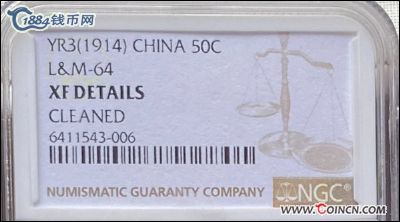 1884钱币网
YR3(1914) CHINA 50C
L&M-64
XF DETAILS
CLEANED
6411543-006
NUMISMATIC GUARANTY COMPANY
NGC
www.COINCN.com